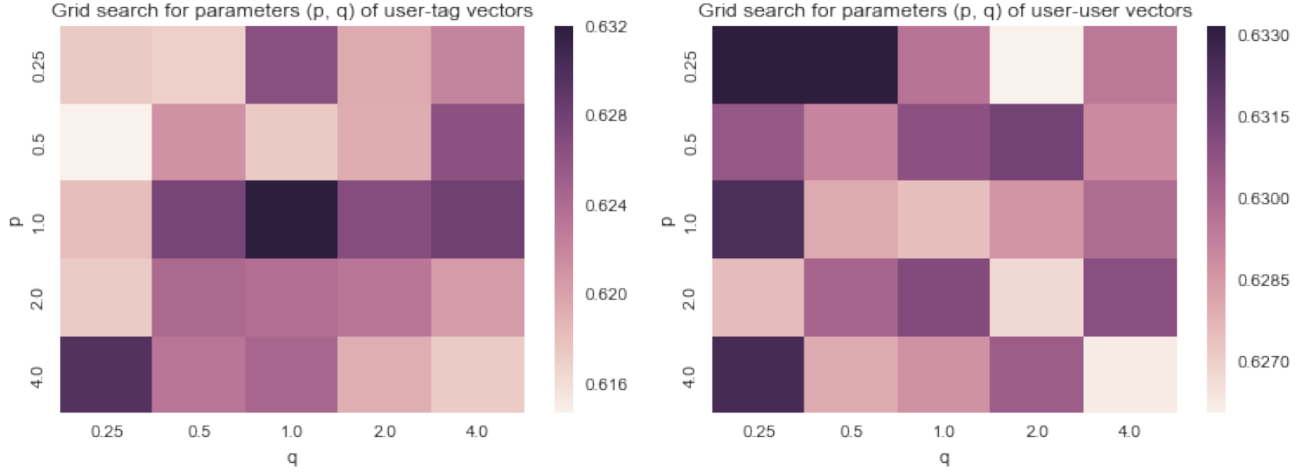 Grid search for parameters (p, q) of user-tag vectors
0.25
0.5
1.0
2.0
4.0
p
0.25 0.5 1.0 2.0 4.0
q
0.632
0.628
0.624
0.620
0.616
Grid search for parameters (p, q) of user-user vectors
0.25
0.5
1.0
2.0
4.0
p
0.25 0.5 1.0 2.0 4.0
q
0.6330
0.6315
0.6300
0.6285
0.6270